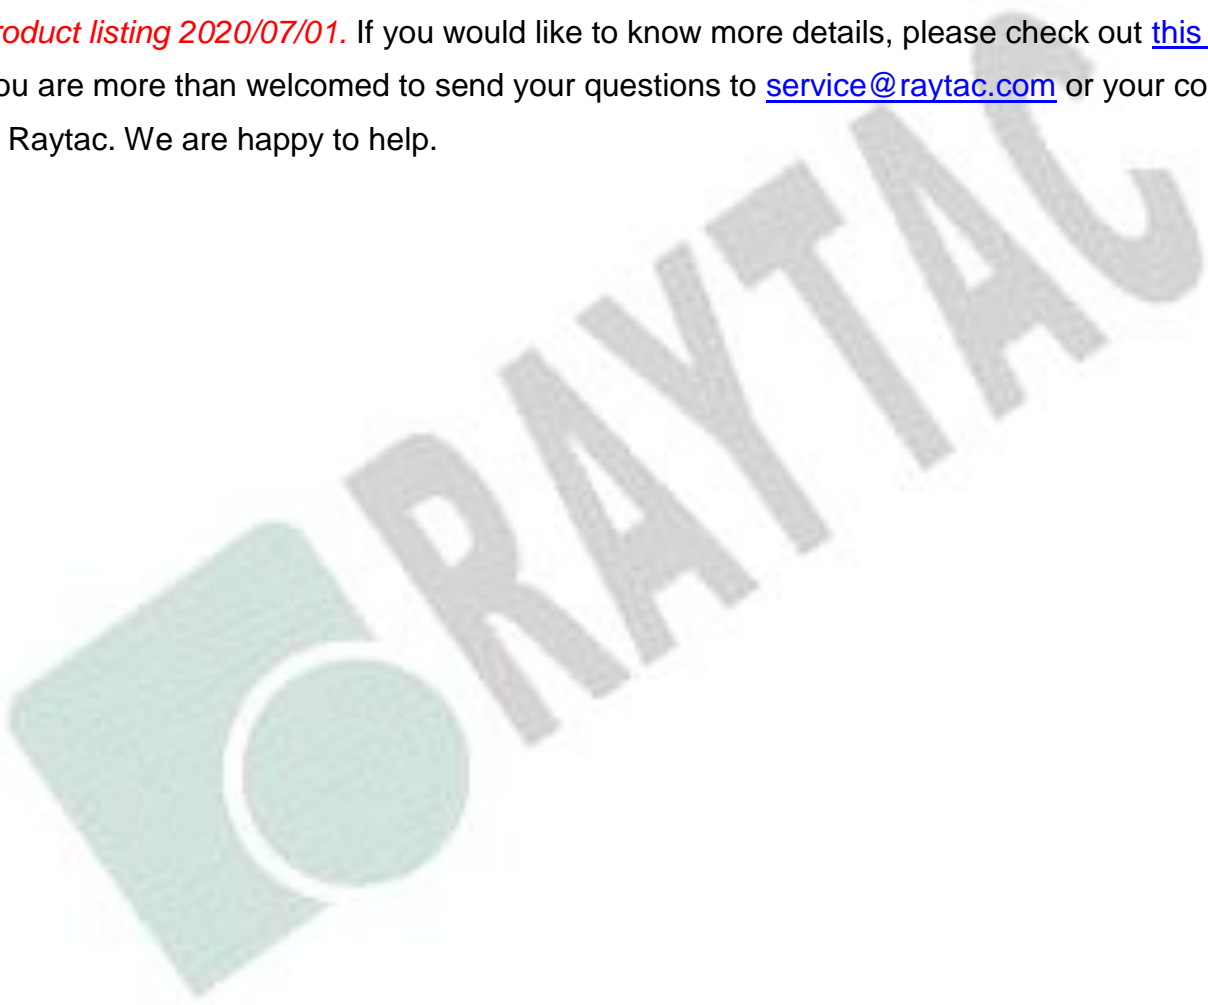 roduct listing 2020/07/01. If you would like to know more details, please check out this
ou are more than welcomed to send your questions to service@raytac.com or your co
Raytac. We are happy to help.
RAYTAC